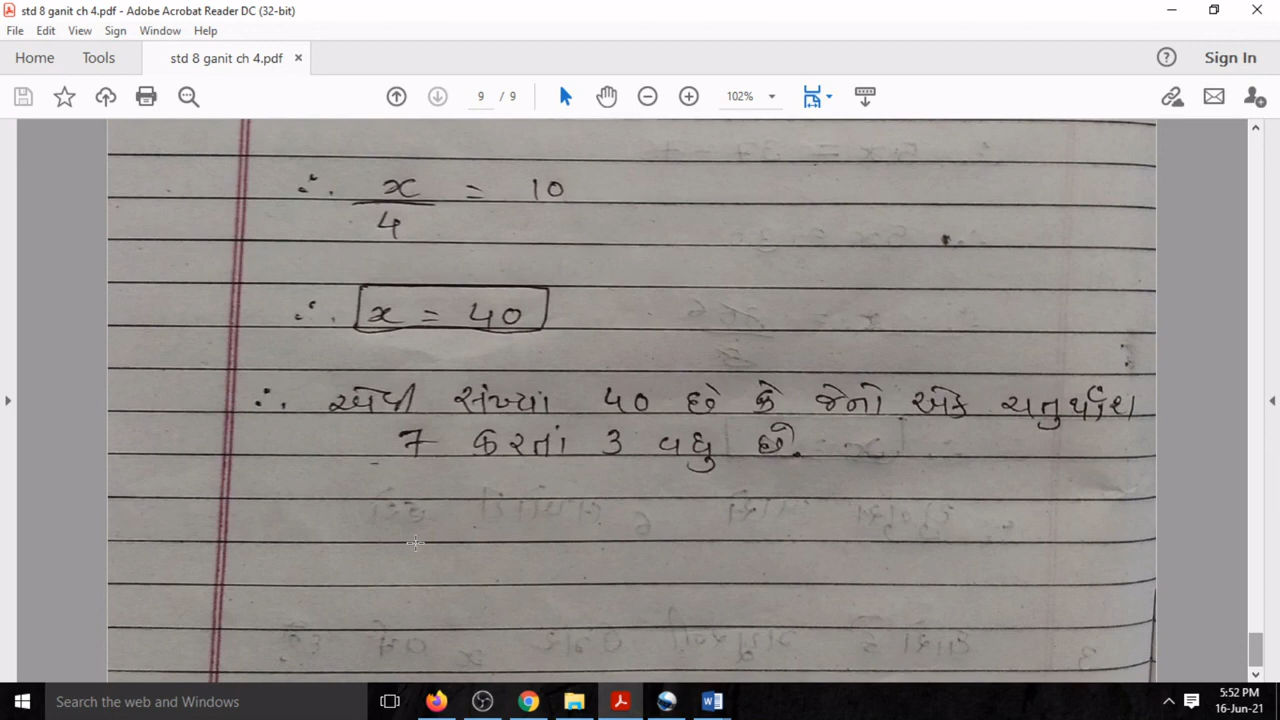 std 8 ganit ch 4.pdf - Adobe Acrobat Reader DC (32-bit)
File Edit View Sign Window Help
Home Tools std 8 ganit ch 4.pdf × Sign In
9 / 9 102%
∴ x/4 = 10
∴ x = 40
∴ એવી સંખ્યા 40 છે કે જેનો એક ચતુર્થાંશ
7 કરતાં 3 વધુ છે.
Search the web and Windows
5:52 PM
16-Jun-21